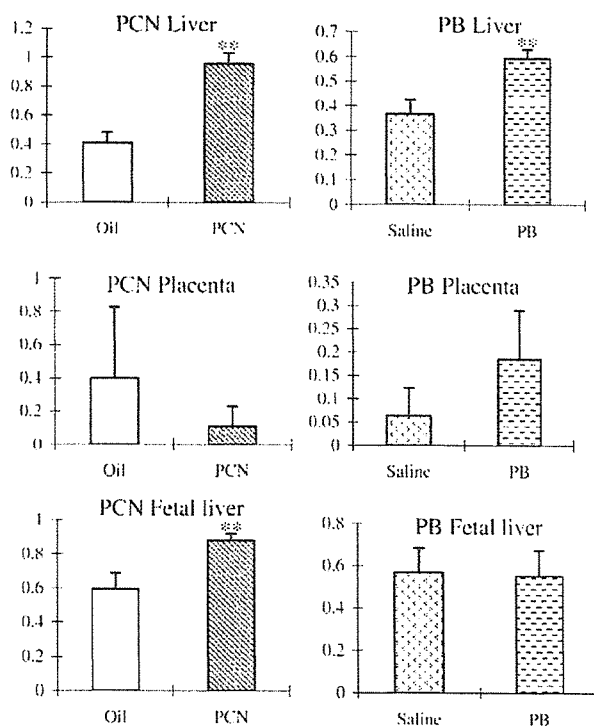 PCN Liver
1.2
1
0.8
0.6
0.4
0.2
0
**
Oil
PCN
PB Liver
0.7
0.6
0.5
0.4
0.3
0.2
0.1
0
**
Saline
PB
PCN Placenta
1
0.8
0.6
0.4
0.2
0
Oil
PCN
PB Placenta
0.35
0.3
0.25
0.2
0.15
0.1
0.05
0
Saline
PB
PCN Fetal liver
1
0.8
0.6
0.4
0.2
0
**
Oil
PCN
PB Fetal liver
0.8
0.6
0.4
0.2
0
Saline
PB